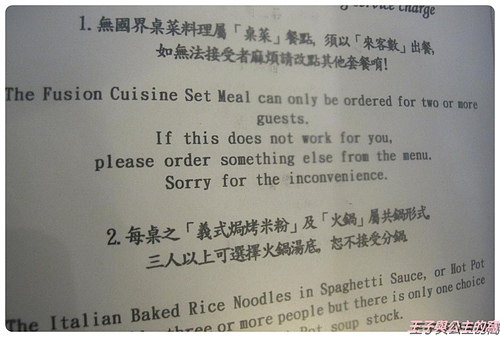 service charge
1. 無國界桌菜料理屬「桌菜」餐點, 須以「來客數」出餐,
如無法接受者麻煩請改點其他套餐唷!
The Fusion Cuisine Set Meal can only be ordered for two or more
guests.
If this does not work for you,
please order something else from the menu.
Sorry for the inconvenience.
2. 每桌之「義式焗烤米粉」及「火鍋」屬共鍋形式,
三人以上可選擇火鍋湯底, 恕不接受分鍋.
The Italian Baked Rice Noodles in Spaghetti Sauce, or Hot Pot
three or more people but there is only one choice
Pot soup stock.
王子與公主的窩